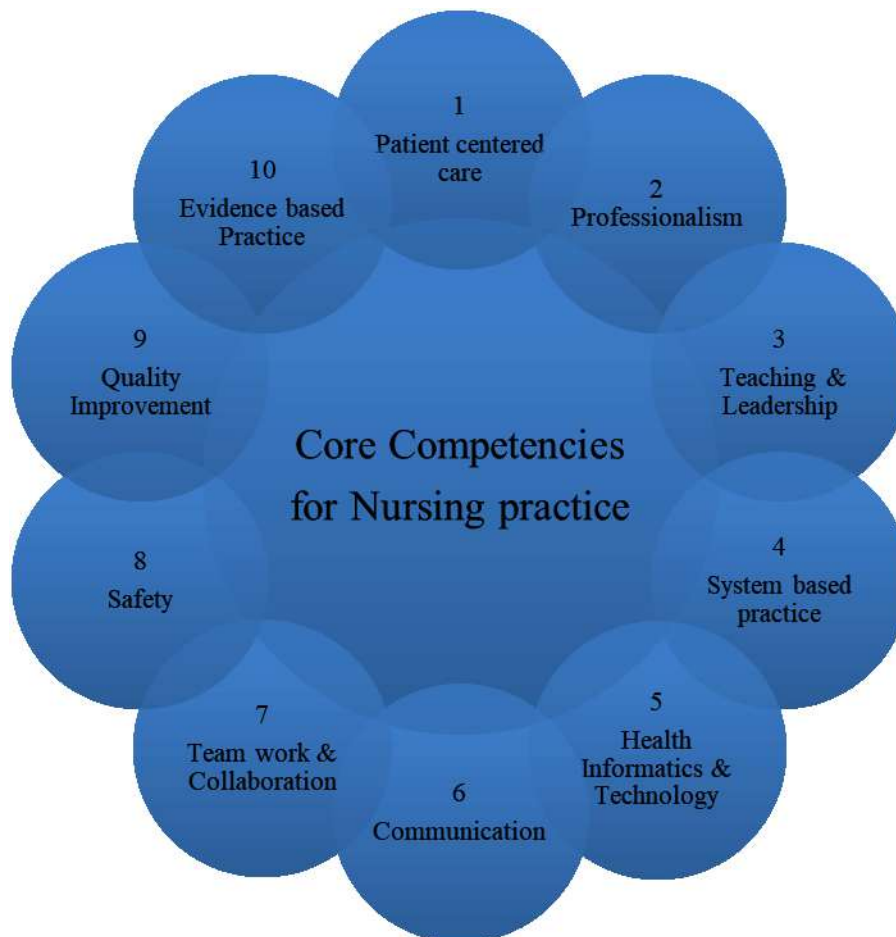 Core Competencies
for Nursing practice
1
Patient centered
care
2
Professionalism
3
Teaching &
Leadership
4
System based
practice
5
Health
Informatics &
Technology
6
Communication
7
Team work &
Collaboration
8
Safety
9
Quality
Improvement
10
Evidence based
Practice